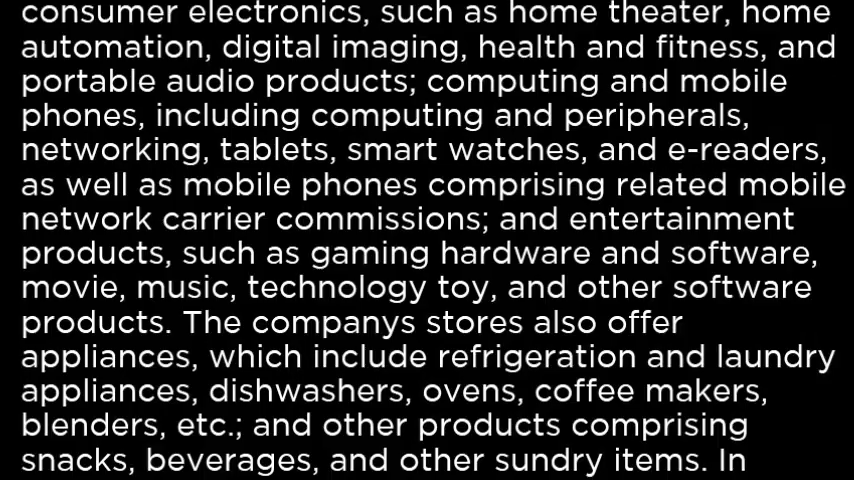 consumer electronics, such as home theater, home
automation, digital imaging, health and fitness, and
portable audio products; computing and mobile
phones, including computing and peripherals,
networking, tablets, smart watches, and e-readers,
as well as mobile phones comprising related mobile
network carrier commissions; and entertainment
products, such as gaming hardware and software,
movie, music, technology toy, and other software
products. The companys stores also offer
appliances, which include refrigeration and laundry
appliances, dishwashers, ovens, coffee makers,
blenders, etc.; and other products comprising
snacks, beverages, and other sundry items. In